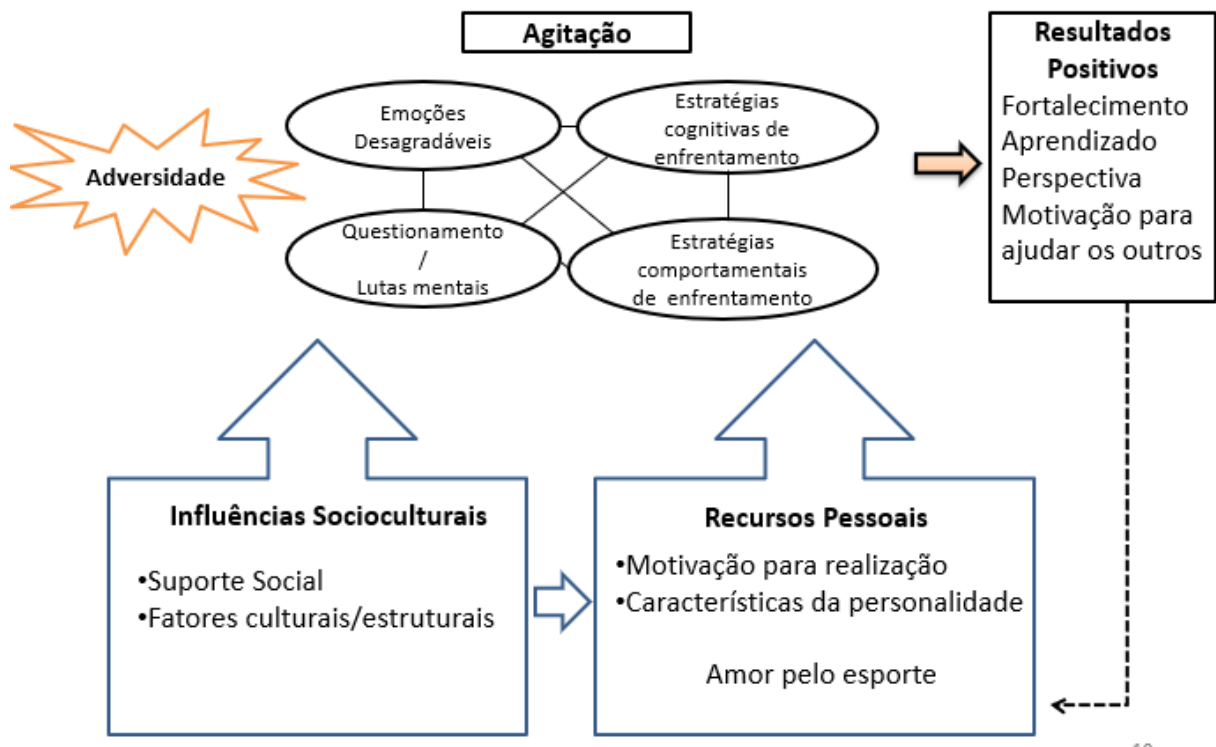 Agitação
Adversidade
Emoções
Desagradáveis
Estratégias
cognitivas de
enfrentamento
Questionamento
/
Lutas mentais
Estratégias
comportamentais
de enfrentamento
Resultados
Positivos
Fortalecimento
Aprendizado
Perspectiva
Motivação para
ajudar os outros
Influências Socioculturais
•Suporte Social
•Fatores culturais/estruturais
Recursos Pessoais
•Motivação para realização
•Características da personalidade
Amor pelo esporte